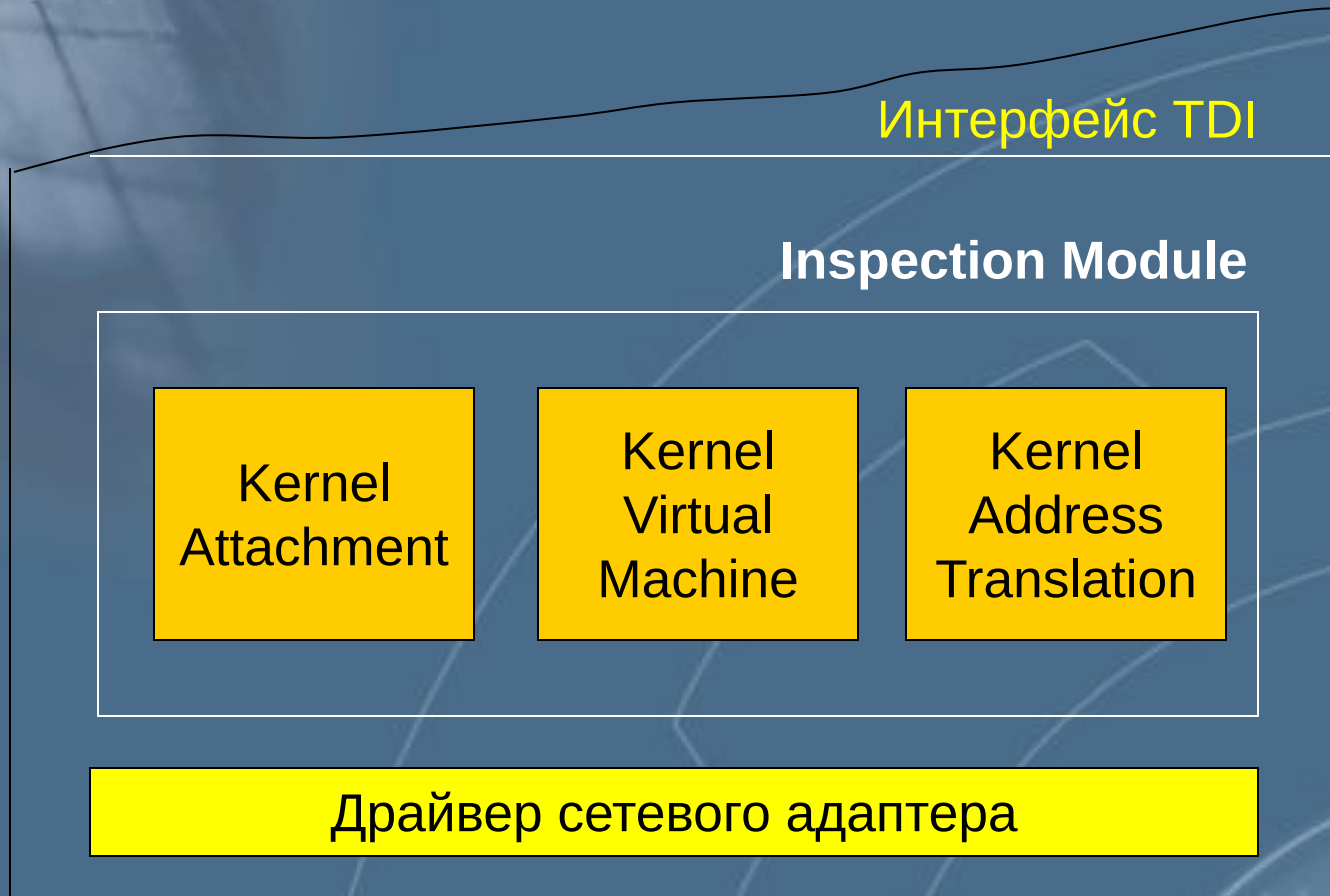 Интерфейс TDI
Inspection Module
Kernel
Attachment
Kernel
Virtual
Machine
Kernel
Address
Translation
Драйвер сетевого адаптера